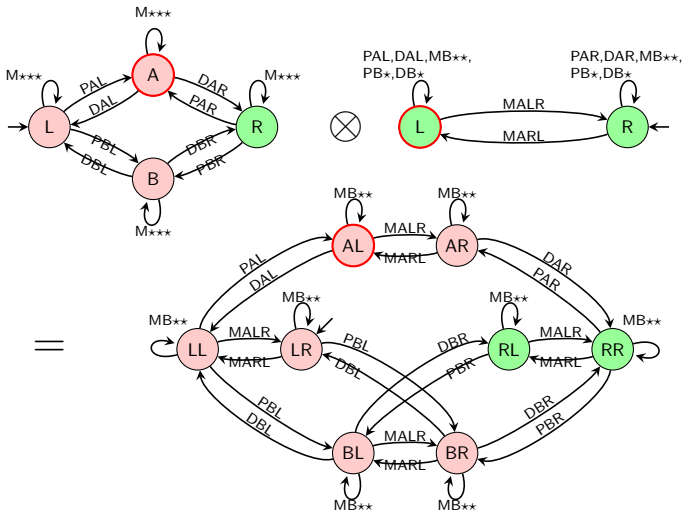 M⋆⋆⋆
PAL,DAL,MB⋆⋆,
PB⋆,DB⋆
PAR,DAR,MB⋆⋆,
PB⋆,DB⋆
M⋆⋆⋆
A
M⋆⋆⋆
PAL
DAR
DAL
PAR
MALR
L
R
⊗
L
R
PBL
DBR
MARL
DBL
PBR
B
M⋆⋆⋆
MB⋆⋆
MB⋆⋆
MALR
AL
AR
MARL
PAL
DAR
DAL
PAR
MB⋆⋆
MB⋆⋆
MB⋆⋆
MB⋆⋆
MALR
PBL
DBR
MALR
=
LL
LR
RL
RR
MARL
DBL
PBR
MARL
PBL
DBR
DBL
PBR
MALR
BL
BR
MARL
MB⋆⋆
MB⋆⋆